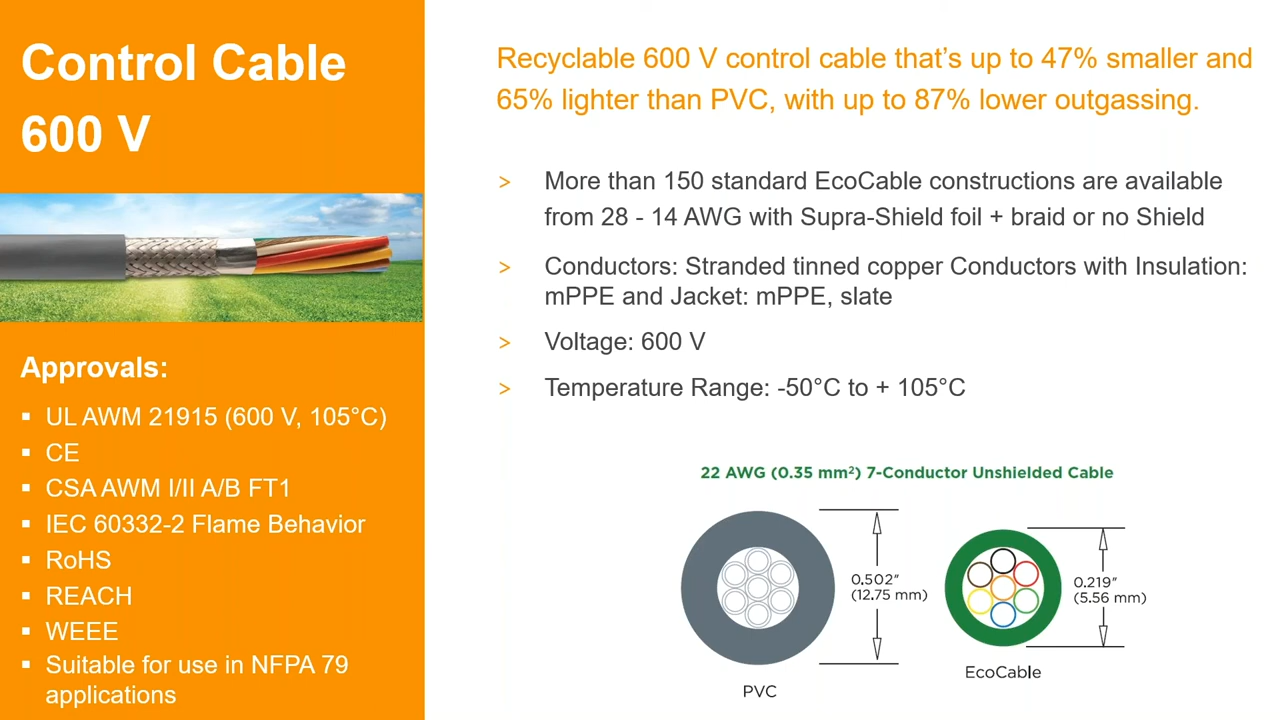 Control Cable
600 V
Approvals:
▪ UL AWM 21915 (600 V, 105°C)
▪ CE
▪ CSA AWM I/II A/B FT1
▪ IEC 60332-2 Flame Behavior
▪ RoHS
▪ REACH
▪ WEEE
▪ Suitable for use in NFPA 79
applications
Recyclable 600 V control cable that’s up to 47% smaller and
65% lighter than PVC, with up to 87% lower outgassing.
> More than 150 standard EcoCable constructions are available
from 28 - 14 AWG with Supra-Shield foil + braid or no Shield
> Conductors: Stranded tinned copper Conductors with Insulation:
mPPE and Jacket: mPPE, slate
> Voltage: 600 V
> Temperature Range: -50°C to + 105°C
22 AWG (0.35 mm²) 7-Conductor Unshielded Cable
0.502″
(12.75 mm)
PVC
0.219″
(5.56 mm)
EcoCable